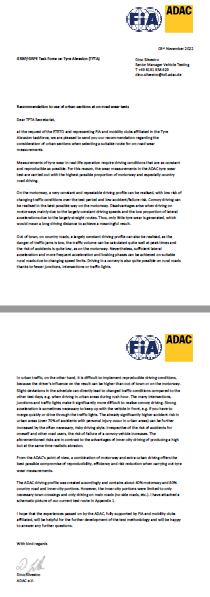 FIA ADAC
09th November 2022
GRBP/GRPE Task Force on Tyre Abrasion (TFTA)
Dino Silvestro
Senior Manager Vehicle Testing
Recommendation to use of urban sections at on road wear tests
Dear TFTA Secretariat,
at the request of the ETRTO and representing FIA and mobility clubs affiliated in the Tyre
Abrasion taskforce, we are pleased to send you our recommendation regarding the
consideration of urban sections when selecting a suitable route for on road wear
measurements.
Measurements of tyre wear in real-life operation require driving conditions that are as constant
and reproducible as possible. For this reason, the wear measurements in the ADAC tyre wear
test are carried out with the highest possible proportion of motorway and especially country
road driving.
On the motorway, a very constant and repeatable driving profile can be realised, with low risk of
changing traffic conditions over the test period and low accident/failure risk. Convoy driving can
be realised in the best possible way on the motorway. Disadvantages arise when driving on
motorways mainly due to the largely constant driving speeds and the low proportion of lateral
accelerations due to the largely straight routes. Thus, only little tyre wear is generated, which
would mean a long driving distance to achieve a meaningful result.
Out of town, on country roads, a largely constant driving profile can also be realised, as the
danger of traffic jams is low, the traffic volume can be calculated quite well at peak times and
the risk of accidents is quite low, as on the motorway. Nevertheless, sufficient lateral
acceleration and more frequent acceleration and braking phases can be achieved on suitable
rural roads due to changing speed limits. Driving in a convoy is also quite possible on rural roads
thanks to fewer junctions, intersections or traffic lights.
FIA ADAC
In urban traffic, on the other hand, it is difficult to implement reproducible driving conditions,
because the driver's influence on the result can be higher than out of town or on the motorway.
Slight deviations in the schedule can directly lead to changed traffic conditions compared to the
other test days, e.g. when driving in urban areas during rush hour. The many intersections,
junctions and traffic lights make it significantly more difficult to realise convoy driving. Strong
acceleration is sometimes necessary to keep up with the vehicle in front, e.g. if you have to
manage quickly or drive through the traffic lights. The already significantly higher accident risk in
urban areas (over 70% of accidents with personal injury occur in urban areas) can be further
increased by the often necessary, risky driving style. Irrespective of the risk of accidents for
oneself and other road users, the risk of failure of a convoy vehicle increases. The
aforementioned risks are in contrast to the advantages of inner city driving of producing a high
but at the same time realistic abrasion.
From the ADAC's point of view, a combination of motorway and extra-urban driving offers the
best possible compromise of reproducibility, efficiency and risk reduction when carrying out tyre
wear measurements.
The ADAC driving profile was created accordingly and contains about 40% motorway and 60%
country road and inner-city portions. However, the inner-city portions were limited to only
necessary town crossings and only driving on main roads (no side roads, etc.). I have attached a
schematic picture of our current test route in Appendix 1.
I hope that the experiences passed on by the ADAC, fully supported by FIA and mobility clubs
affiliated, will be helpful for the further development of the test methodology and will be happy
to answer any further questions.
With kind regards
Dino Silvestro
ADAC e.V.